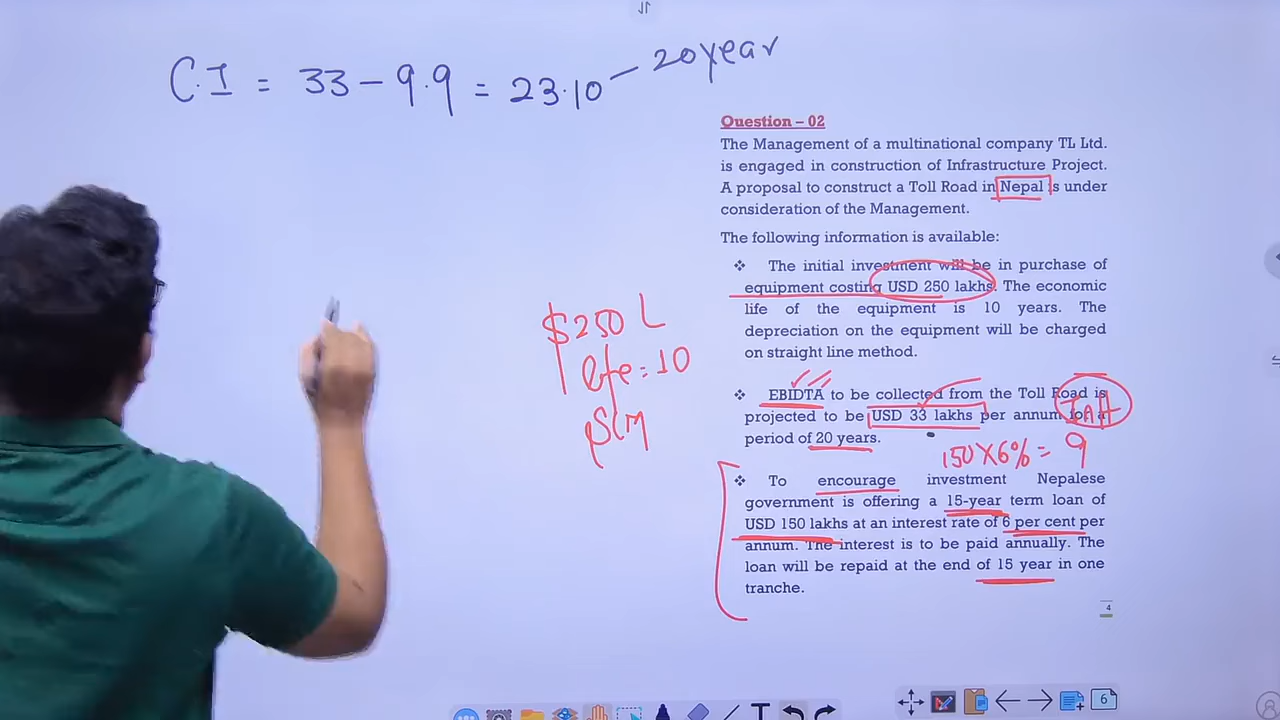 C.I = 33 - 9.9 = 23.10 — 20 year
Question – 02
The Management of a multinational company TL Ltd.
is engaged in construction of Infrastructure Project.
A proposal to construct a Toll Road in Nepal is under
consideration of the Management.
The following information is available:
❖ The initial investment will be in purchase of
equipment costing USD 250 lakhs. The economic
life of the equipment is 10 years. The
depreciation on the equipment will be charged
on straight line method.
$250 L
life = 10
SLM
❖ EBIDTA to be collected from the Toll Road is
projected to be USD 33 lakhs per annum for a
period of 20 years.
150 X 6% = 9
❖ To encourage investment Nepalese
government is offering a 15-year term loan of
USD 150 lakhs at an interest rate of 6 per cent per
annum. The interest is to be paid annually. The
loan will be repaid at the end of 15 year in one
tranche.
4
T
6